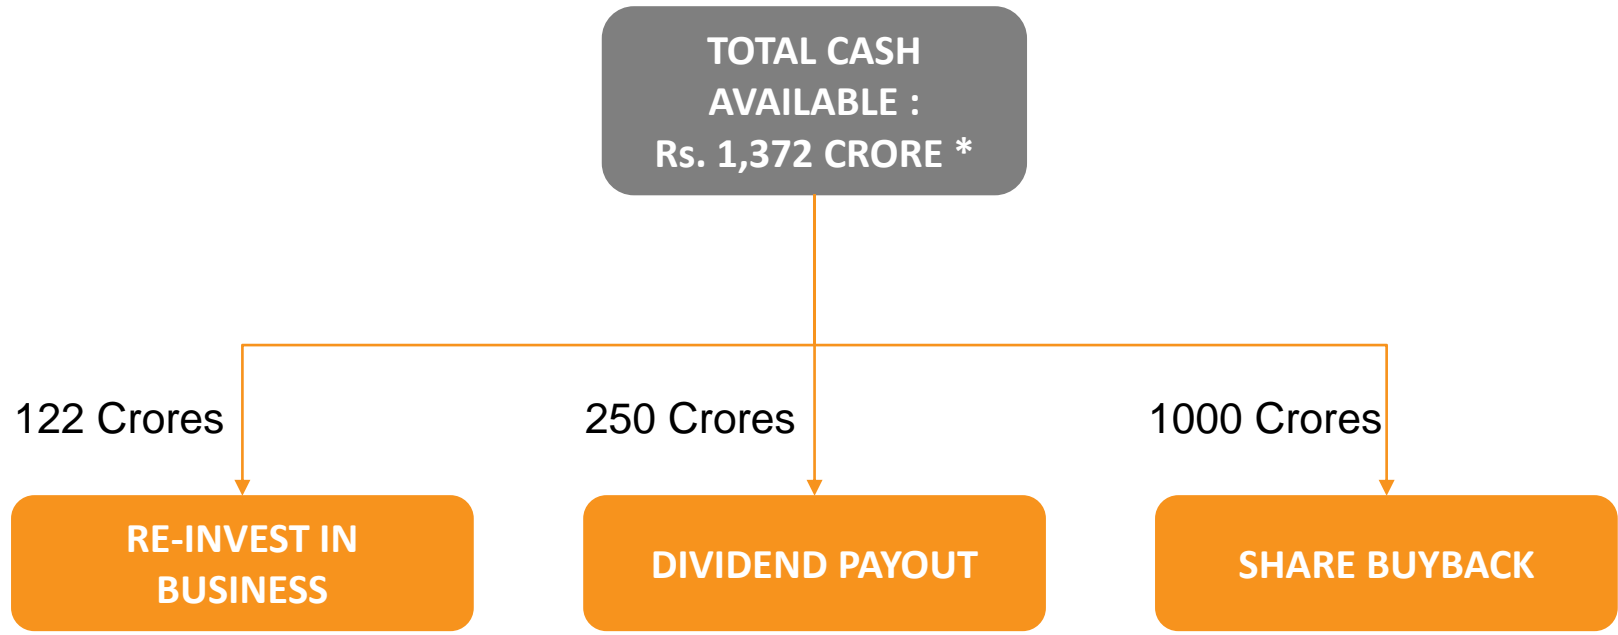 TOTAL CASH
AVAILABLE :
Rs. 1,372 CRORE *
122 Crores
250 Crores
1000 Crores
RE-INVEST IN
BUSINESS
DIVIDEND PAYOUT
SHARE BUYBACK